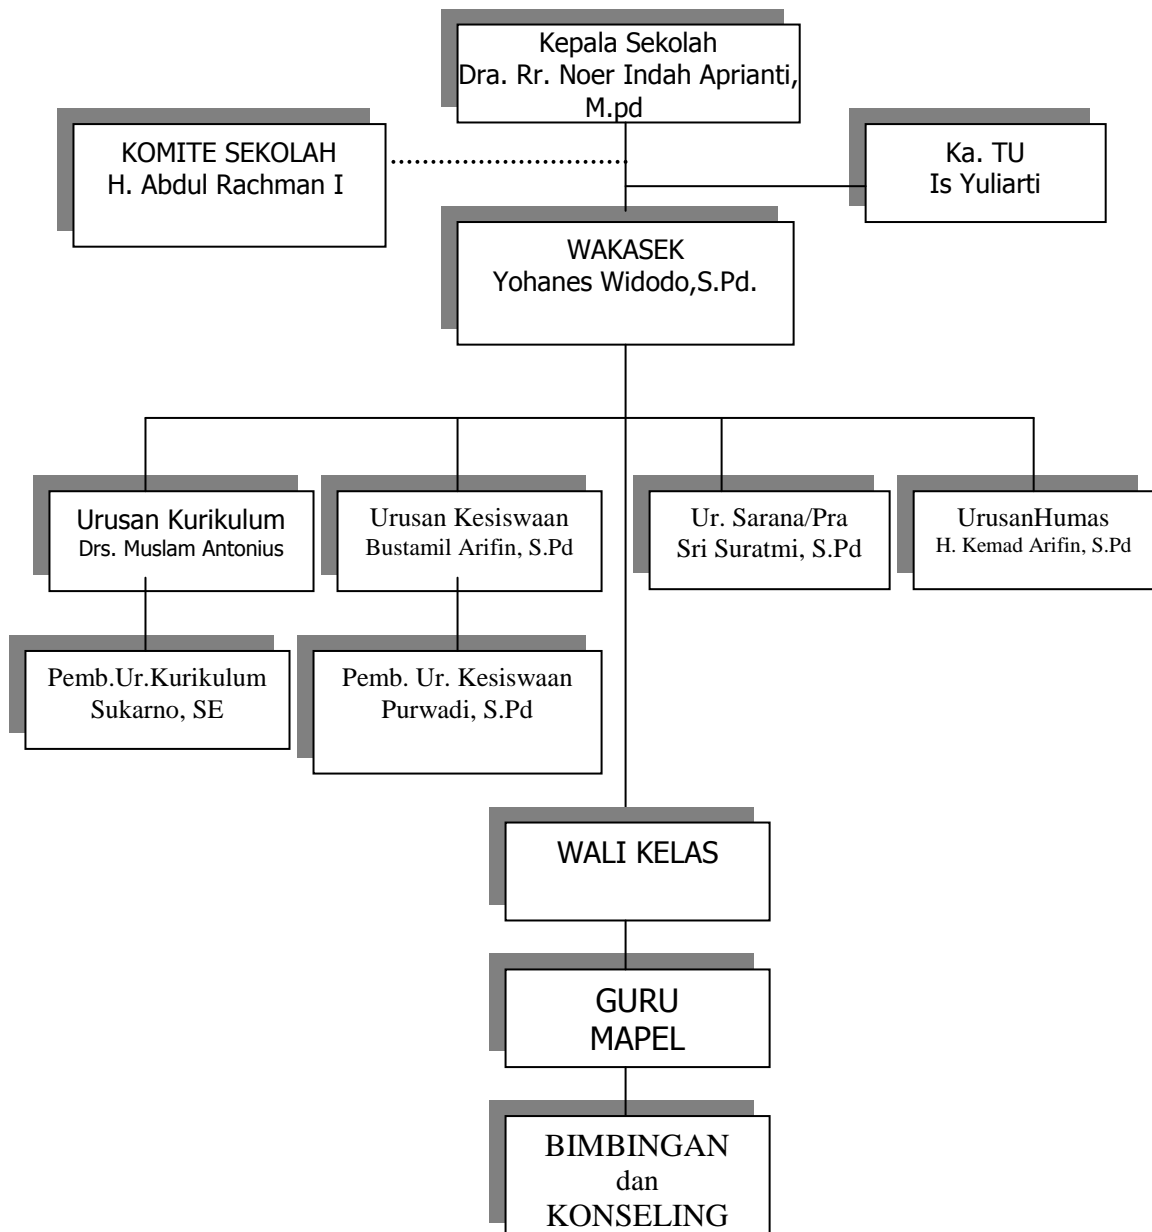 Kepala Sekolah
Dra. Rr. Noer Indah Aprianti,
M.pd
KOMITE SEKOLAH
H. Abdul Rachman I
Ka. TU
Is Yuliarti
WAKASEK
Yohanes Widodo,S.Pd.
Urusan Kurikulum
Drs. Muslam Antonius
Urusan Kesiswaan
Bustamil Arifin, S.Pd
Ur. Sarana/Pra
Sri Suratmi, S.Pd
UrusanHumas
H. Kemad Arifin, S.Pd
Pemb.Ur.Kurikulum
Sukarno, SE
Pemb. Ur. Kesiswaan
Purwadi, S.Pd
WALI KELAS
GURU
MAPEL
BIMBINGAN
dan
KONSELING